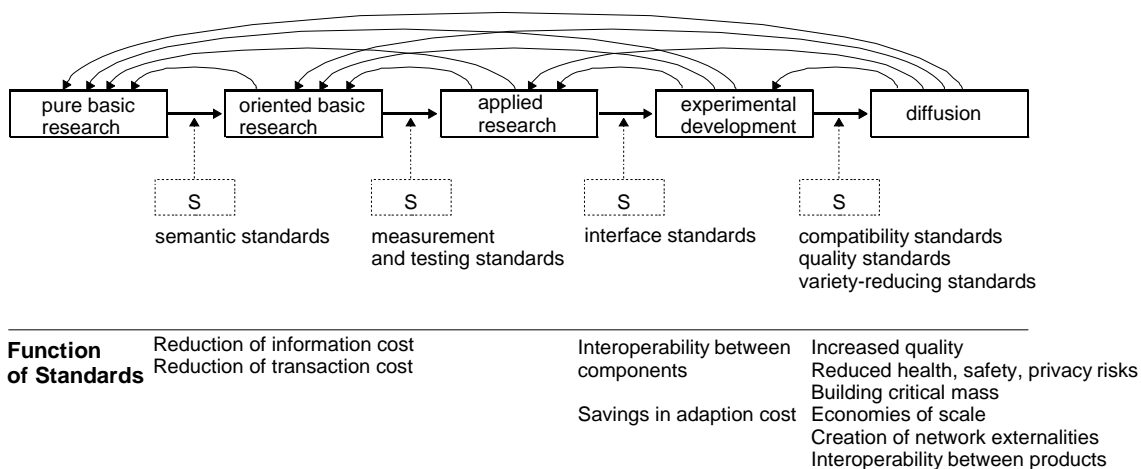 pure basic
research
oriented basic
research
applied
research
experimental
development
diffusion
S
S
S
S
semantic standards
measurement
and testing standards
interface standards
compatibility standards
quality standards
variety-reducing standards
Function
of Standards
Reduction of information cost
Reduction of transaction cost
Interoperability between
components
Savings in adaption cost
Increased quality
Reduced health, safety, privacy risks
Building critical mass
Economies of scale
Creation of network externalities
Interoperability between products